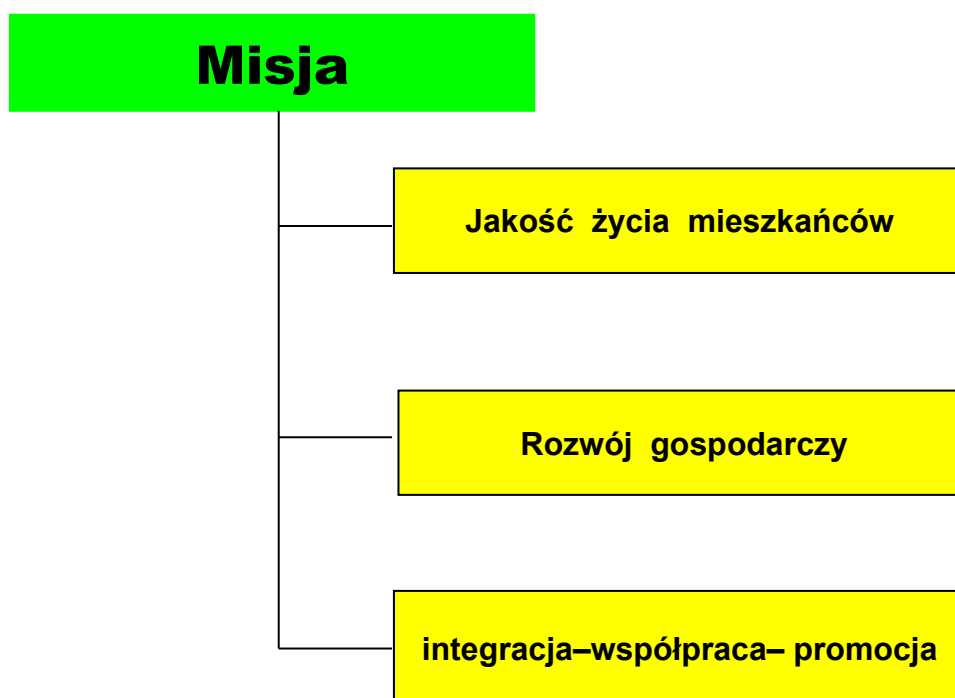 Misja
Jakość życia mieszkańców
Rozwój gospodarczy
integracja–współpraca– promocja